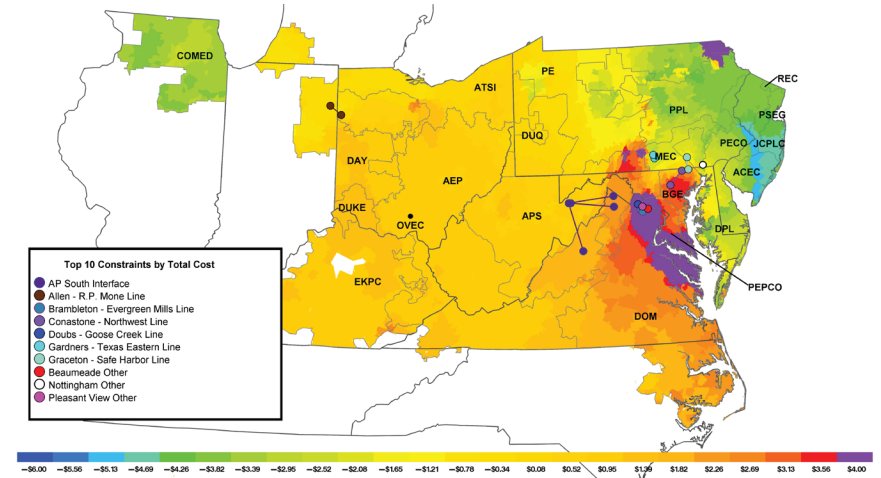 COMED
PE
ATSI
REC
PPL
PSEG
DUQ
PECO
JCPLC
MEC
DAY
ACEC
AEP
BGE
DUKE
APS
OVEC
DPL
EKPC
PEPCO
DOM
Top 10 Constraints by Total Cost
AP South Interface
Allen - R.P. Mone Line
Brambleton - Evergreen Mills Line
Conastone - Northwest Line
Doubs - Goose Creek Line
Gardners - Texas Eastern Line
Graceton - Safe Harbor Line
Beaumeade Other
Nottingham Other
Pleasant View Other
−$6.00 −$5.56 −$5.13 −$4.69 −$4.26 −$3.82 −$3.39 −$2.95 −$2.52 −$2.08 −$1.65 −$1.21 −$0.78 −$0.34 $0.08 $0.52 $0.95 $1.39 $1.82 $2.26 $2.69 $3.13 $3.56 $4.00